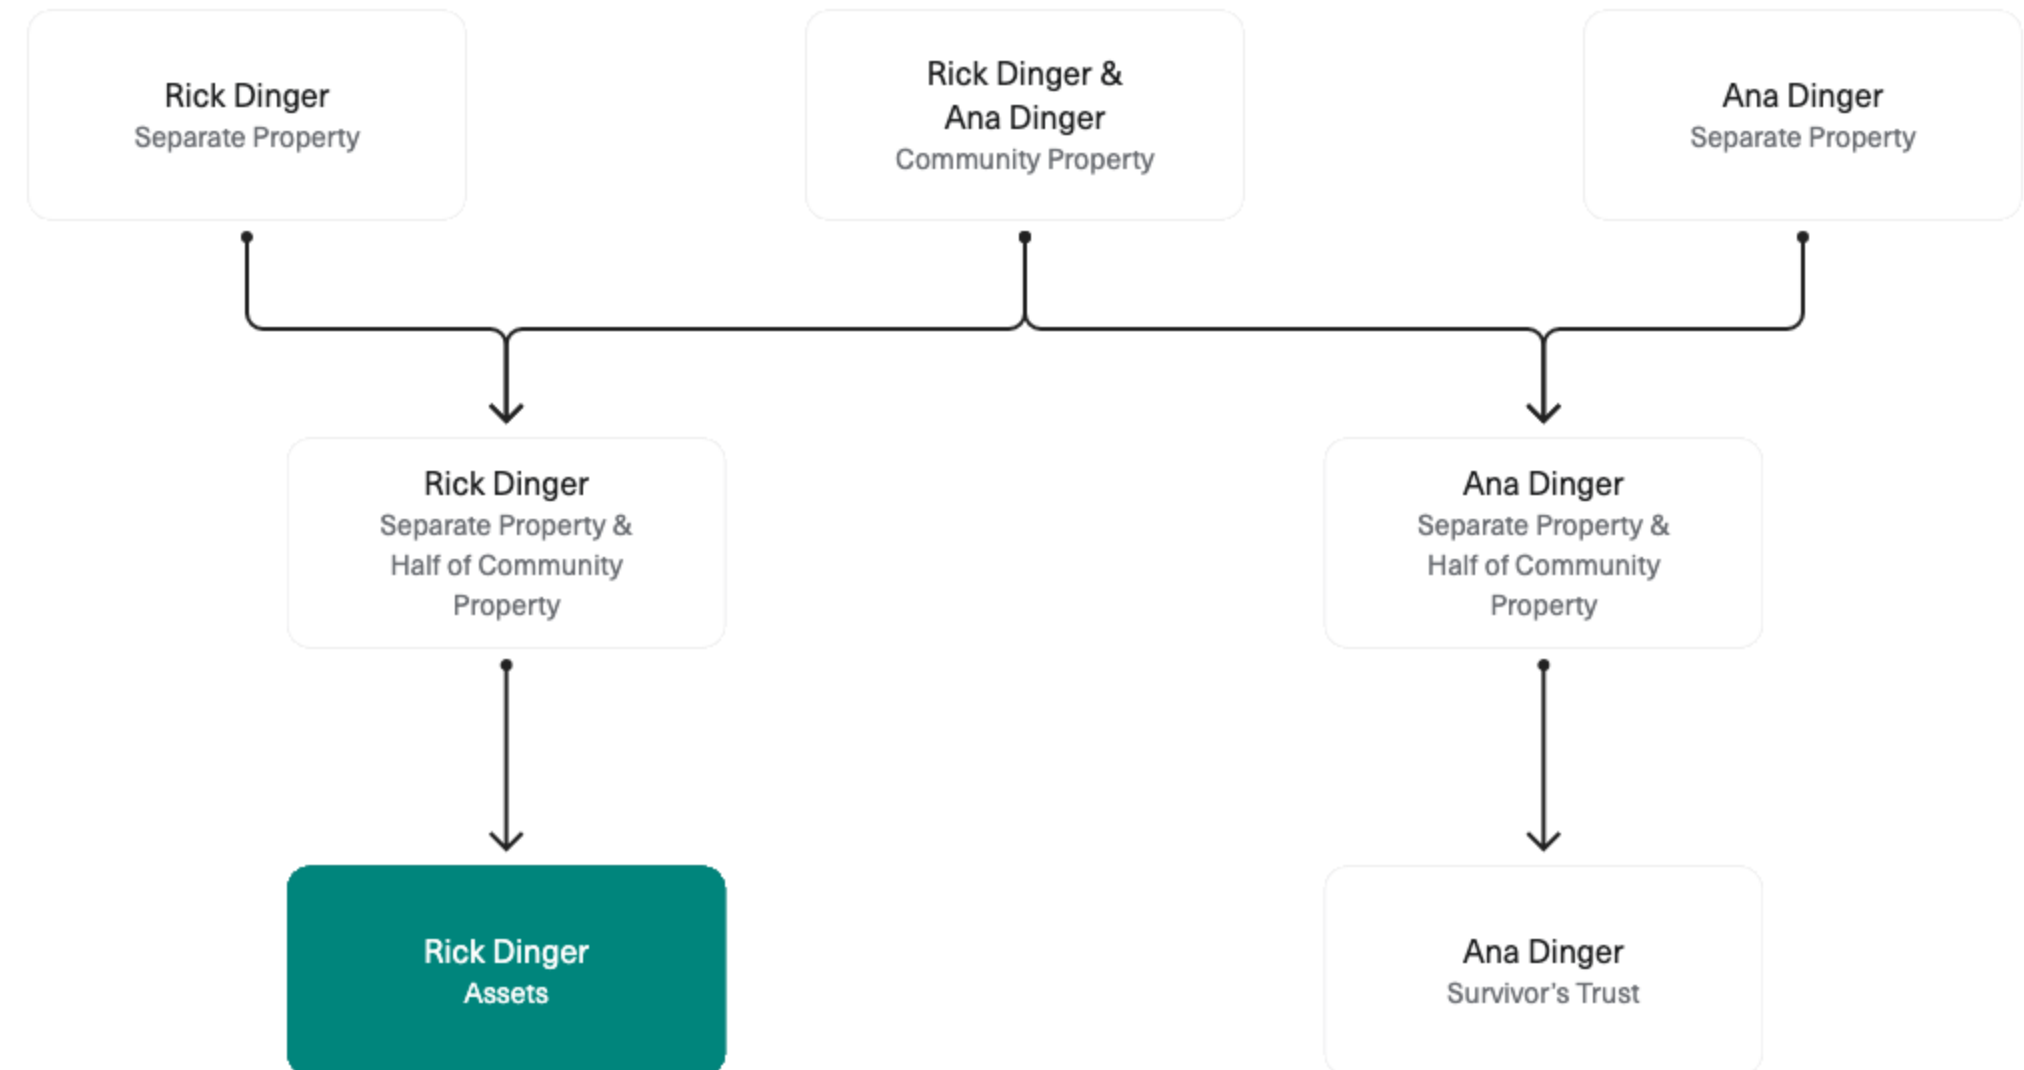 Rick Dinger
Separate Property
Rick Dinger &
Ana Dinger
Community Property
Ana Dinger
Separate Property
Rick Dinger
Separate Property &
Half of Community
Property
Ana Dinger
Separate Property &
Half of Community
Property
Rick Dinger
Assets
Ana Dinger
Survivor's Trust